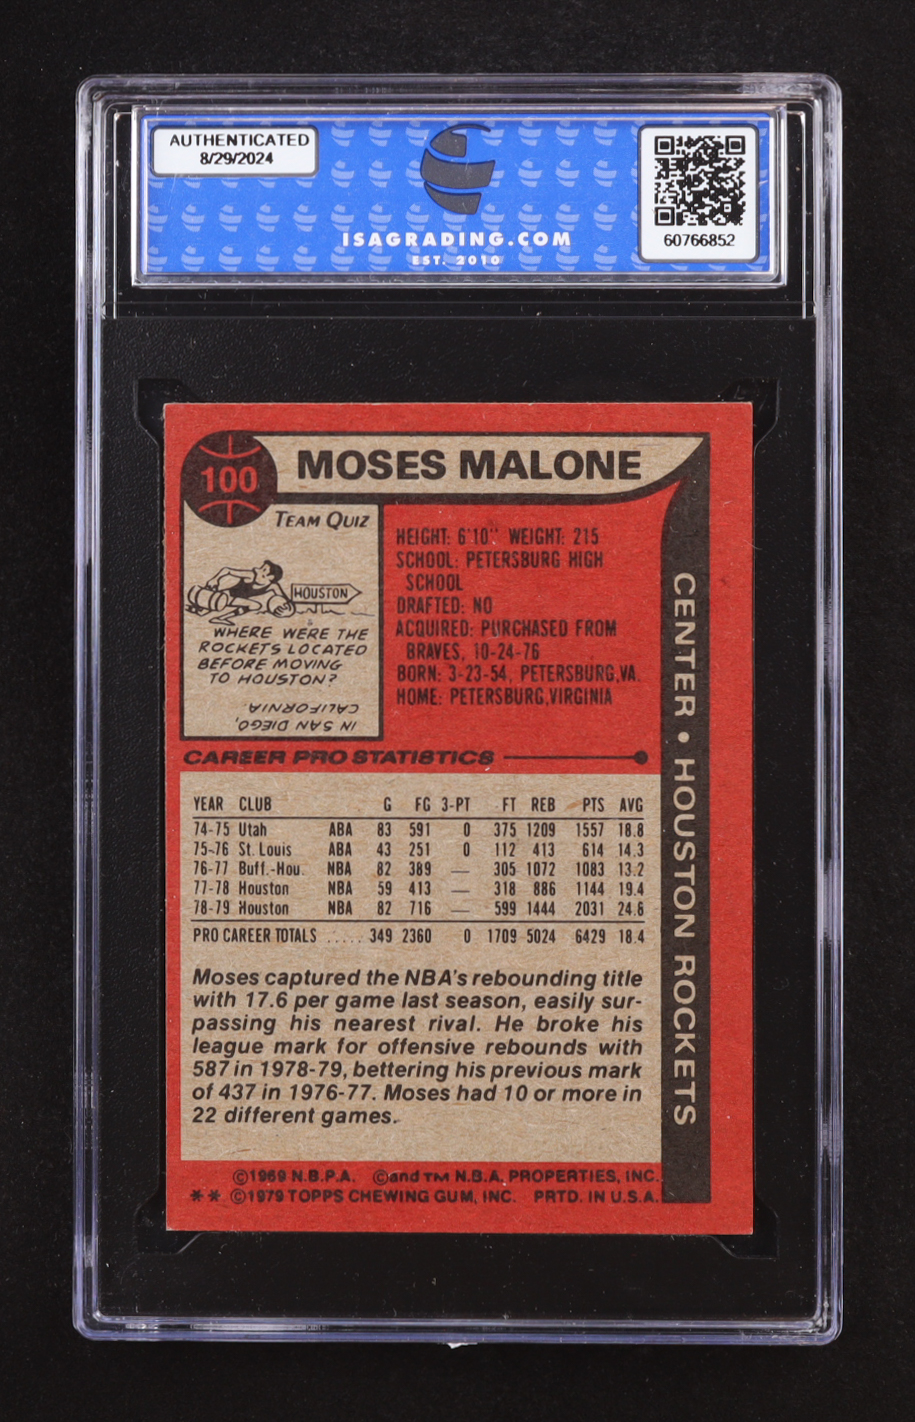 AUTHENTICATED
8/29/2024
ISAGRADING.COM
EST. 2010
60766852
100
MOSES MALONE
TEAM QUIZ
HOUSTON
WHERE WERE THE
ROCKETS LOCATED
BEFORE MOVING
TO HOUSTON?
IN SAN DIEGO,
CALIFORNIA
HEIGHT: 6'10" WEIGHT: 215
SCHOOL: PETERSBURG HIGH
SCHOOL
DRAFTED: NO
ACQUIRED: PURCHASED FROM
BRAVES, 10-24-76
BORN: 3-23-54, PETERSBURG, VA.
HOME: PETERSBURG, VIRGINIA
CENTER • HOUSTON ROCKETS
CAREER PRO STATISTICS
YEAR CLUB G FG 3-PT FT REB PTS AVG
74-75 Utah ABA 83 591 0 375 1209 1557 18.8
75-76 St. Louis ABA 43 251 0 112 413 614 14.3
76-77 Buff.-Hou. NBA 82 389 — 305 1072 1083 13.2
77-78 Houston NBA 59 413 — 318 886 1144 19.4
78-79 Houston NBA 82 716 — 599 1444 2031 24.8
PRO CAREER TOTALS ..... 349 2360 0 1709 5024 6429 18.4
Moses captured the NBA's rebounding title
with 17.6 per game last season, easily sur-
passing his nearest rival. He broke his
league mark for offensive rebounds with
587 in 1978-79, bettering his previous mark
of 437 in 1976-77. Moses had 10 or more in
22 different games.
©1969 N.B.P.A. ©and TM N.B.A. PROPERTIES, INC.
** ©1979 TOPPS CHEWING GUM, INC. PRTD. IN U.S.A.